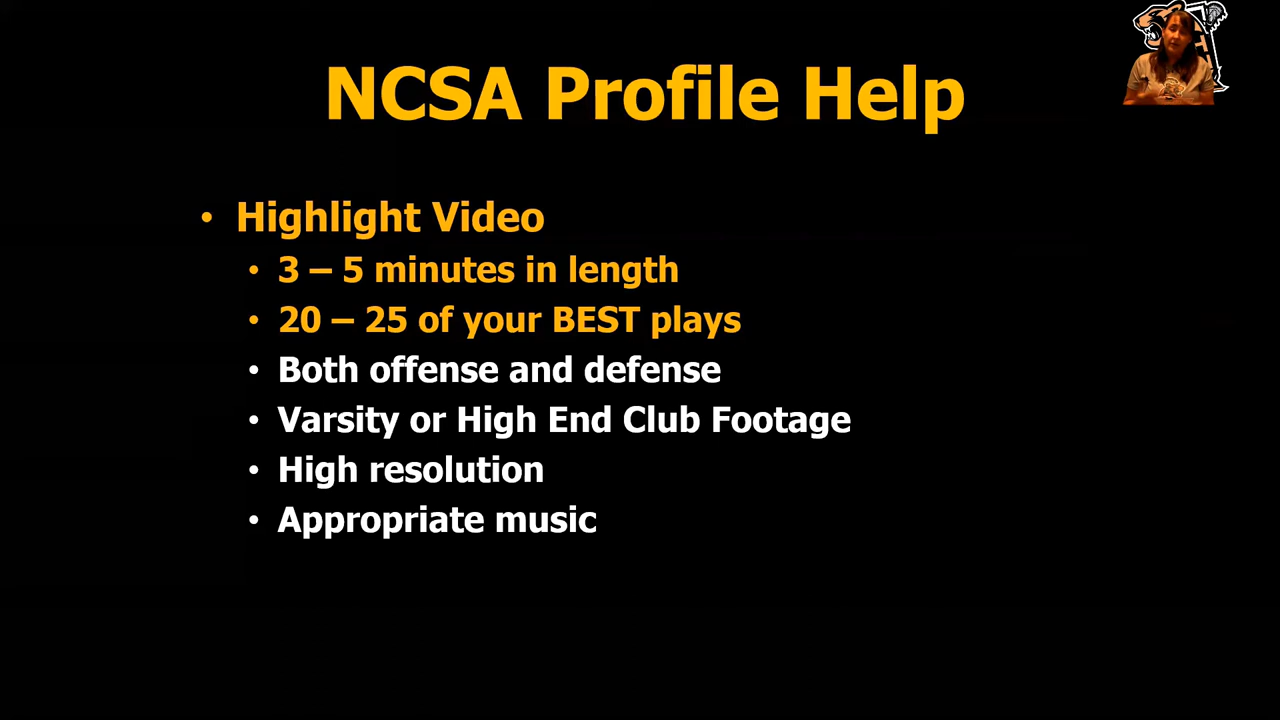 NCSA Profile Help
• Highlight Video
• 3 – 5 minutes in length
• 20 – 25 of your BEST plays
• Both offense and defense
• Varsity or High End Club Footage
• High resolution
• Appropriate music